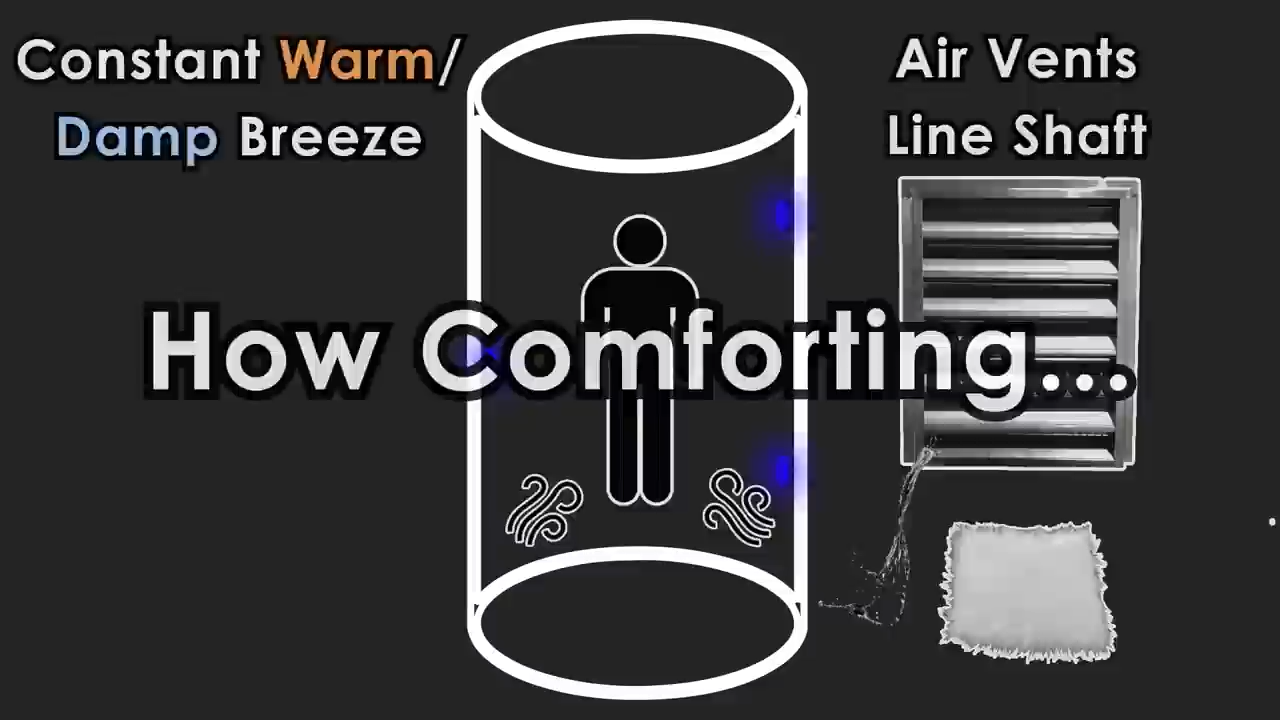 Constant Warm/
Damp Breeze
Air Vents
Line Shaft
How Comforting...